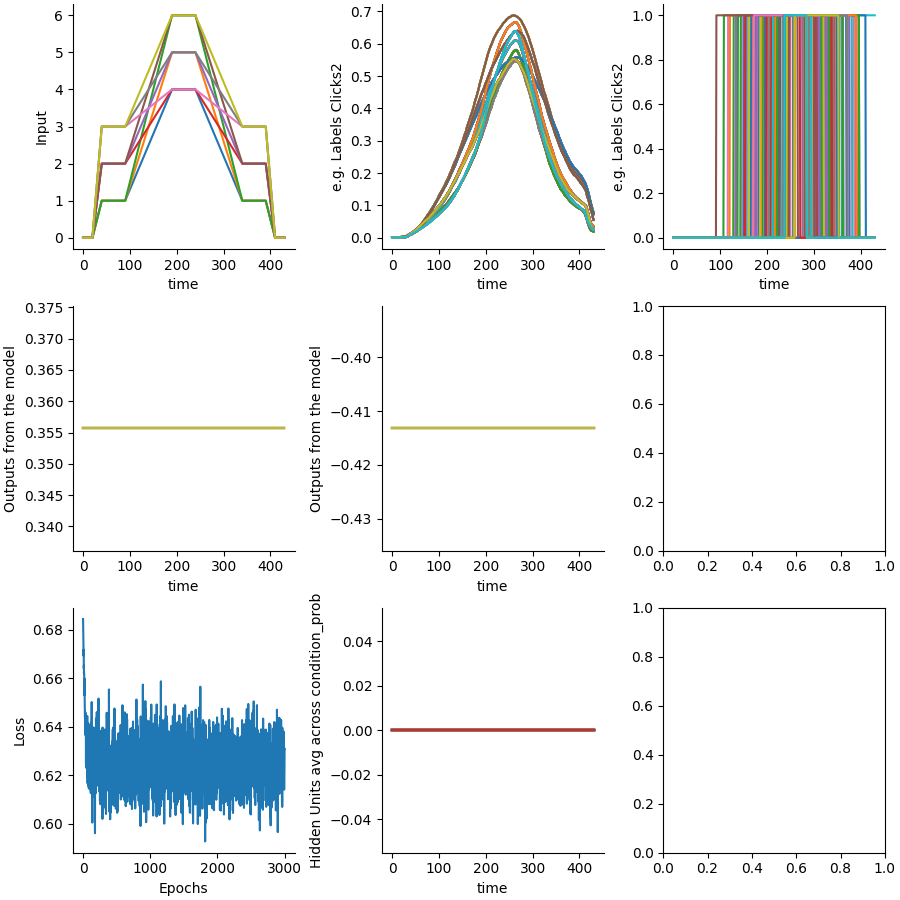 6
5
4
3
2
1
0
Input
0 100 200 300 400
time
0.7
0.6
0.5
0.4
0.3
0.2
0.1
0.0
e.g. Labels Clicks2
0 100 200 300 400
time
1.0
0.8
0.6
0.4
0.2
0.0
e.g. Labels Clicks2
0 100 200 300 400
time
0.375
0.370
0.365
0.360
0.355
0.350
0.345
0.340
Outputs from the model
0 100 200 300 400
time
−0.40
−0.41
−0.42
−0.43
Outputs from the model
0 100 200 300 400
time
1.0
0.8
0.6
0.4
0.2
0.0
0.0 0.2 0.4 0.6 0.8 1.0
0.68
0.66
0.64
0.62
0.60
Loss
0 1000 2000 3000
Epochs
0.04
0.02
0.00
−0.02
−0.04
Hidden Units avg across condition_prob
0 100 200 300 400
time
1.0
0.8
0.6
0.4
0.2
0.0
0.0 0.2 0.4 0.6 0.8 1.0